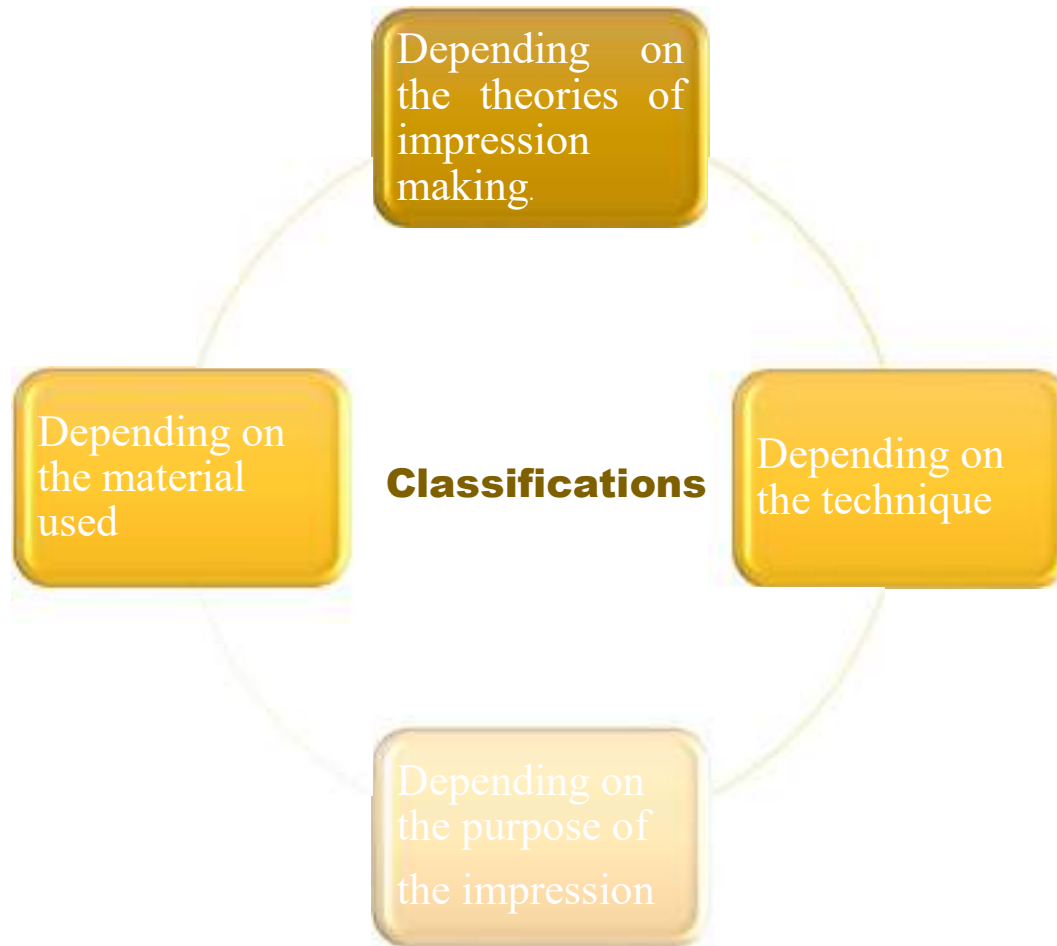 Depending on
the theories of
impression
making.
Depending on
the material
used
Classifications
Depending on
the technique
Depending on
the purpose of
the impression